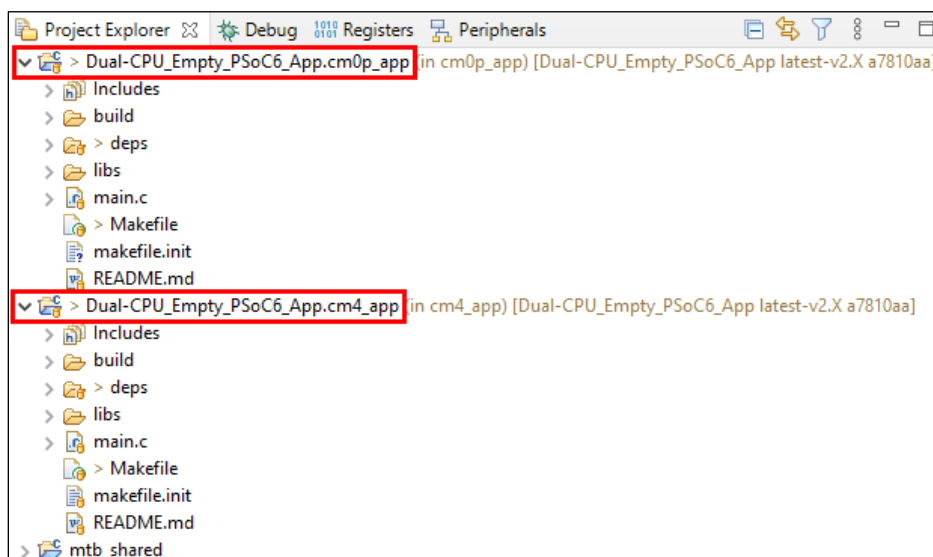 Project Explorer Debug Registers Peripherals
> Dual-CPU_Empty_PSoC6_App.cm0p_app (in cm0p_app) [Dual-CPU_Empty_PSoC6_App latest-v2.X a7810aa]
Includes
build
> deps
libs
main.c
> Makefile
makefile.init
README.md
> Dual-CPU_Empty_PSoC6_App.cm4_app (in cm4_app) [Dual-CPU_Empty_PSoC6_App latest-v2.X a7810aa]
Includes
build
> deps
libs
main.c
> Makefile
makefile.init
README.md
mtb_shared